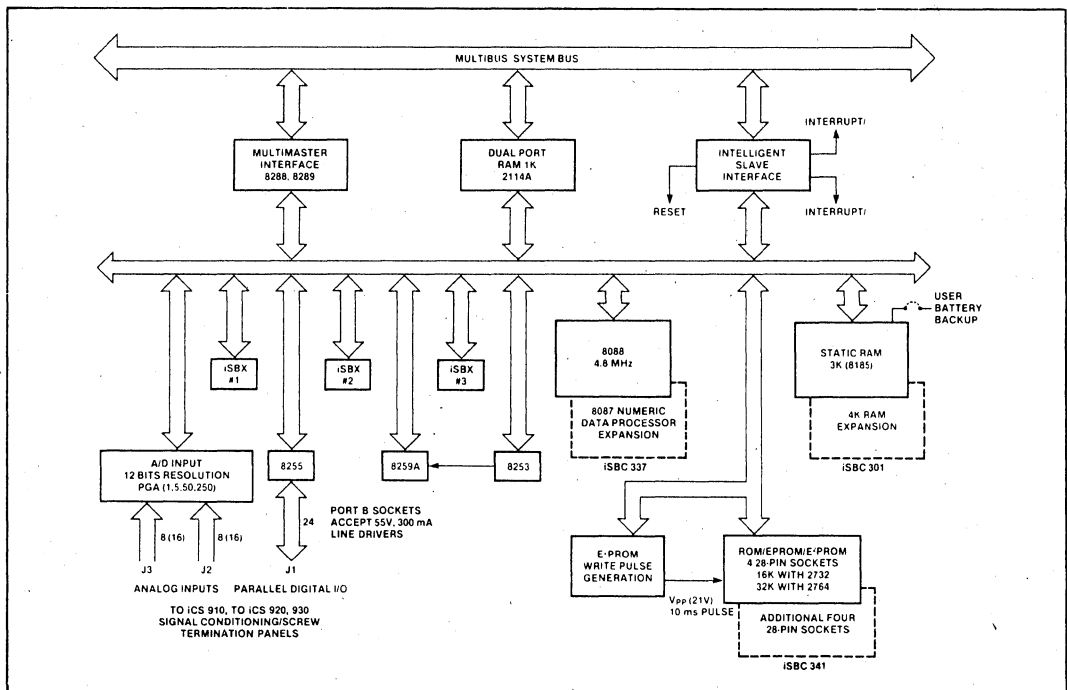 MULTIBUS SYSTEM BUS
MULTIMASTER
INTERFACE
8288, 8289
DUAL PORT
RAM 1K
2114A
INTELLIGENT
SLAVE
INTERFACE
INTERRUPT/
RESET
INTERRUPT/
iSBX
#1
iSBX
#2
iSBX
#3
8088
4.8 MHz
8087 NUMERIC
DATA PROCESSOR
EXPANSION
iSBC 337
USER
BATTERY
BACKUP
STATIC RAM
3K (8185)
4K RAM
EXPANSION
iSBC 301
A/D INPUT
12 BITS RESOLUTION
PGA (1.5.50.250)
8255
8259A
8253
8 (16)
8 (16)
24
PORT B SOCKETS
ACCEPT 55V, 300 mA
LINE DRIVERS
J3
J2
J1
ANALOG INPUTS
PARALLEL DIGITAL I/O
TO iCS 910, TO iCS 920, 930
SIGNAL CONDITIONING/SCREW
TERMINATION PANELS
E²PROM
WRITE PULSE
GENERATION
VPP (21V)
10 ms PULSE
ROM/EPROM/E²PROM
4 28-PIN SOCKETS
16K WITH 2732
32K WITH 2764
ADDITIONAL FOUR
28-PIN SOCKETS
iSBC 341